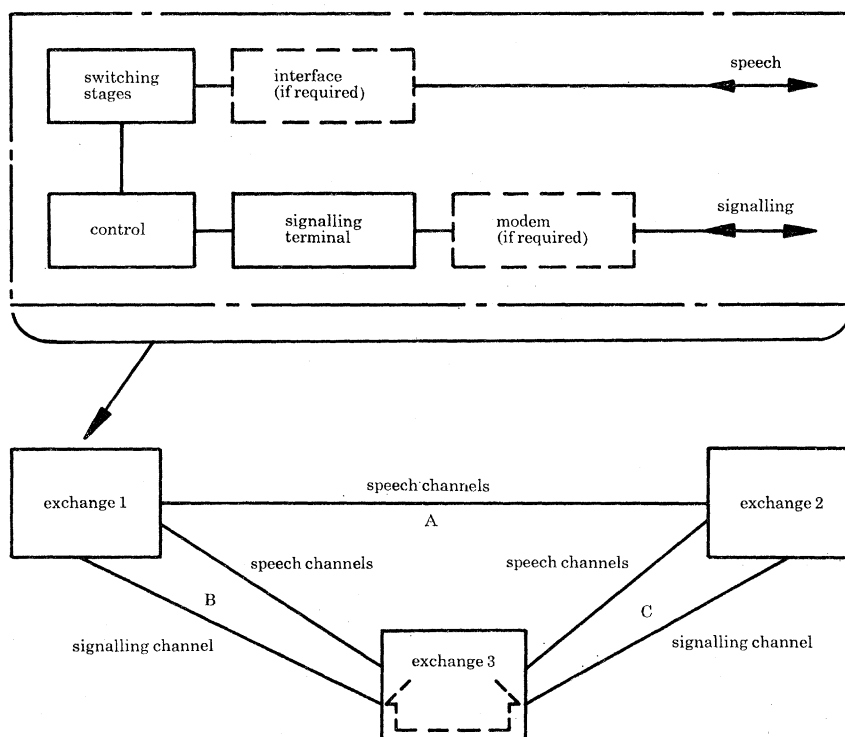 switching
stages
interface
(if required)
speech
control
signalling
terminal
modem
(if required)
signalling
exchange 1
speech channels
A
exchange 2
speech channels
speech channels
B
C
signalling channel
signalling channel
exchange 3